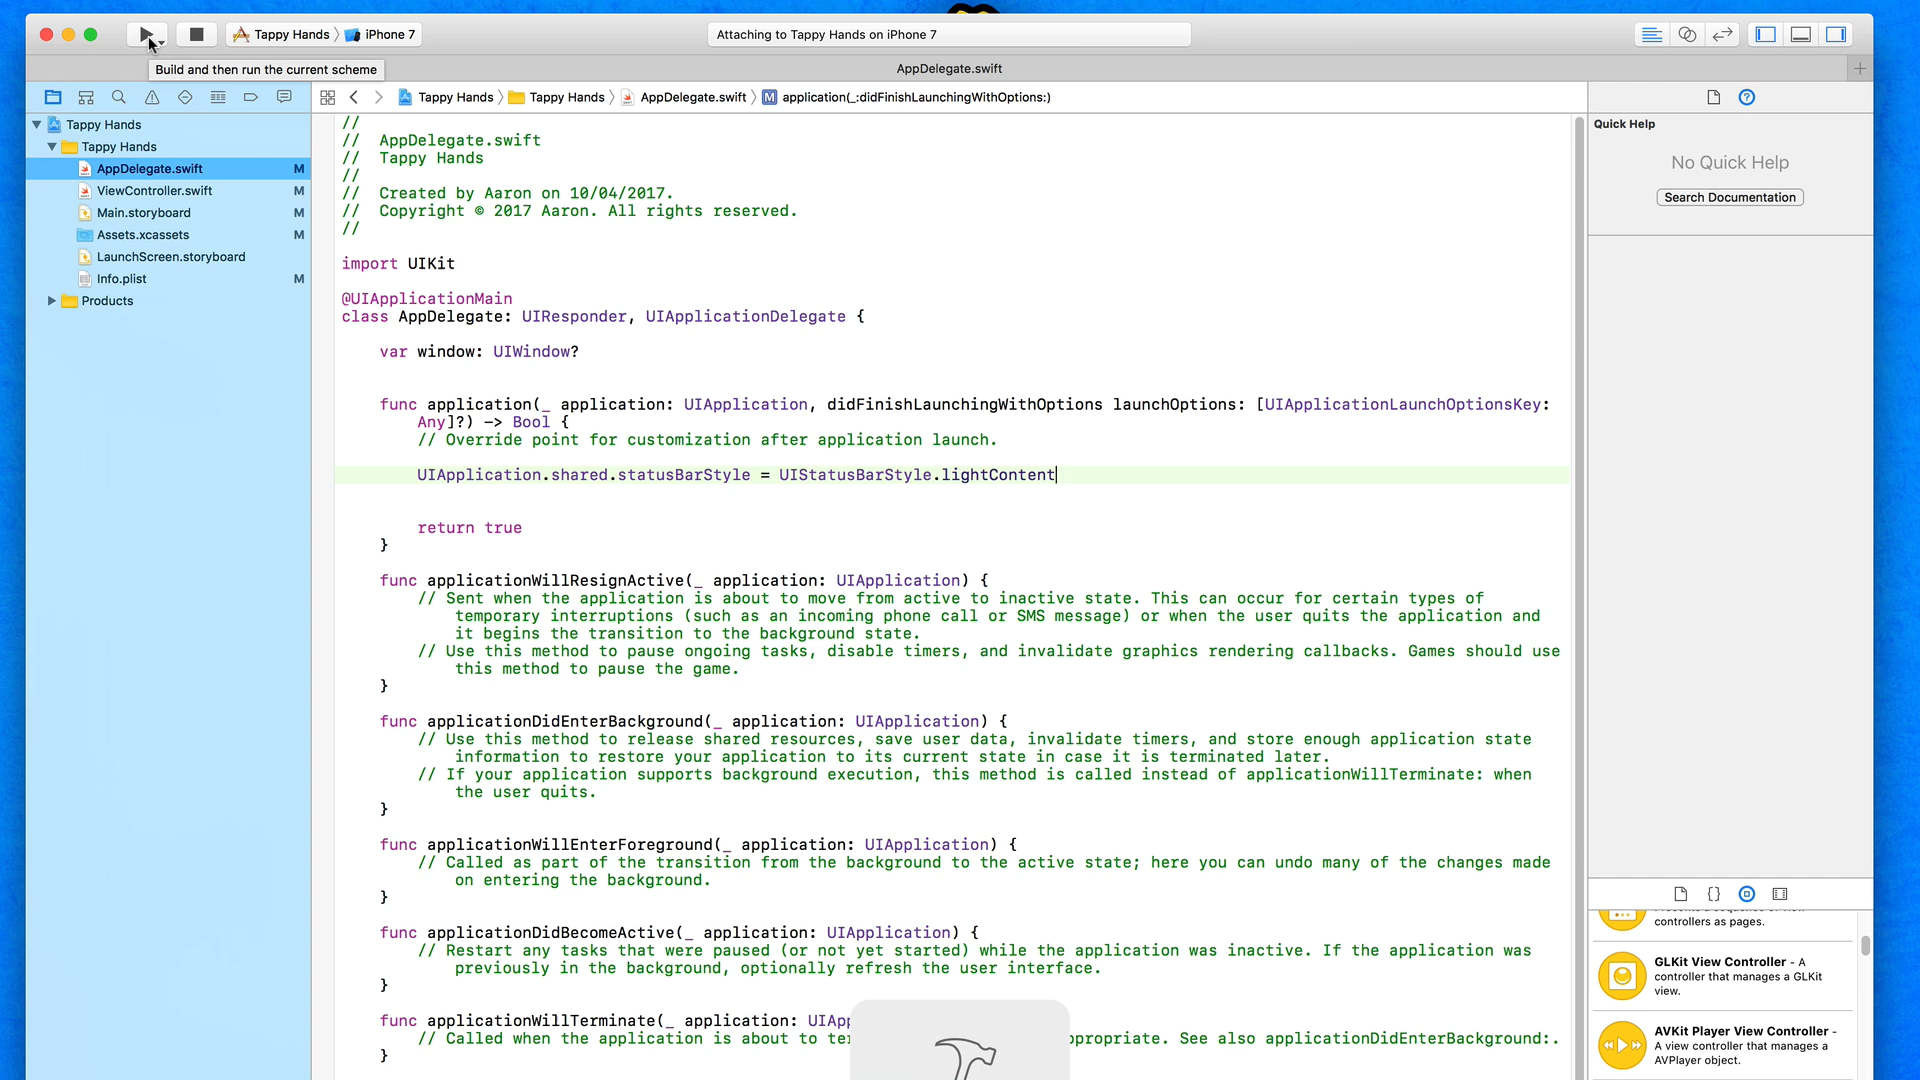 Tappy Hands
iPhone 7
Attaching to Tappy Hands on iPhone 7
Build and then run the current scheme
AppDelegate.swift
Tappy Hands
Tappy Hands
AppDelegate.swift
M
application(_:didFinishLaunchingWithOptions:)
Tappy Hands
Tappy Hands
AppDelegate.swift M
ViewController.swift M
Main.storyboard M
Assets.xcassets M
LaunchScreen.storyboard
Info.plist M
Products
//
// AppDelegate.swift
// Tappy Hands
//
// Created by Aaron on 10/04/2017.
// Copyright © 2017 Aaron. All rights reserved.
//
import UIKit
@UIApplicationMain
class AppDelegate: UIResponder, UIApplicationDelegate {
var window: UIWindow?
func application(_ application: UIApplication, didFinishLaunchingWithOptions launchOptions: [UIApplicationLaunchOptionsKey:
Any]?) -> Bool {
// Override point for customization after application launch.
UIApplication.shared.statusBarStyle = UIStatusBarStyle.lightContent
return true
}
func applicationWillResignActive(_ application: UIApplication) {
// Sent when the application is about to move from active to inactive state. This can occur for certain types of
temporary interruptions (such as an incoming phone call or SMS message) or when the user quits the application and
it begins the transition to the background state.
// Use this method to pause ongoing tasks, disable timers, and invalidate graphics rendering callbacks. Games should use
this method to pause the game.
}
func applicationDidEnterBackground(_ application: UIApplication) {
// Use this method to release shared resources, save user data, invalidate timers, and store enough application state
information to restore your application to its current state in case it is terminated later.
// If your application supports background execution, this method is called instead of applicationWillTerminate: when
the user quits.
}
func applicationWillEnterForeground(_ application: UIApplication) {
// Called as part of the transition from the background to the active state; here you can undo many of the changes made
on entering the background.
}
func applicationDidBecomeActive(_ application: UIApplication) {
// Restart any tasks that were paused (or not yet started) while the application was inactive. If the application was
previously in the background, optionally refresh the user interface.
}
func applicationWillTerminate(_ application: UIApp
// Called when the application is about to te ppropriate. See also applicationDidEnterBackground:.
}
Quick Help
No Quick Help
Search Documentation
controllers as pages.
GLKit View Controller - A
controller that manages a GLKit
view.
AVKit Player View Controller -
A view controller that manages a
AVPlayer object.